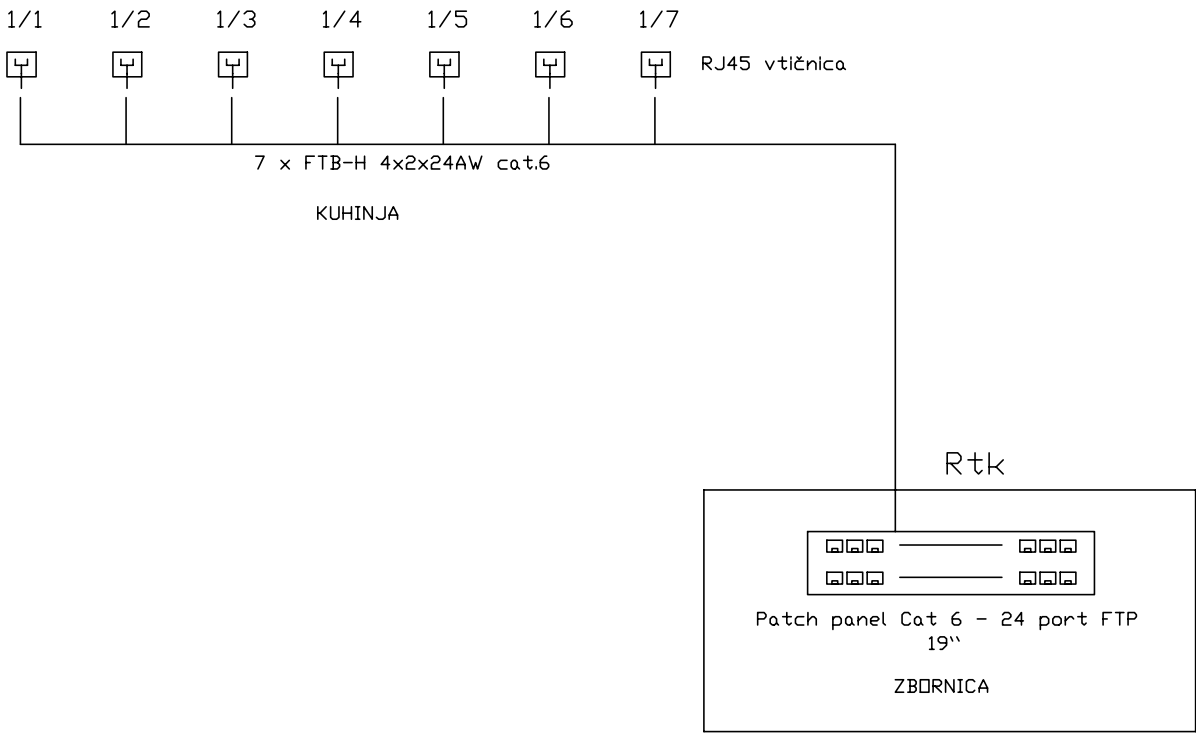 1/1 1/2 1/3 1/4 1/5 1/6 1/7
RJ45 vtičnica
7 x FTB-H 4x2x24AW cat.6
KUHINJA
Rtk
Patch panel Cat 6 - 24 port FTP
19''
ZBORNICA